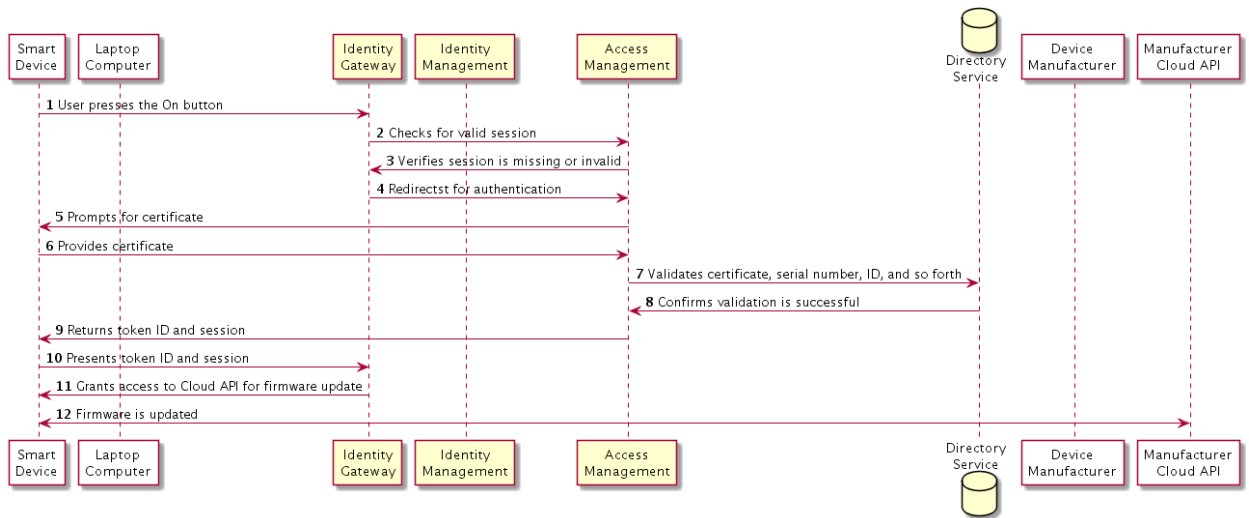 Smart
Device
Laptop
Computer
Identity
Gateway
Identity
Management
Access
Management
Directory
Service
Device
Manufacturer
Manufacturer
Cloud API
1 User presses the On button
2 Checks for valid session
3 Verifies session is missing or invalid
4 Redirectst for authentication
5 Prompts for certificate
6 Provides certificate
7 Validates certificate, serial number, ID, and so forth
8 Confirms validation is successful
9 Returns token ID and session
10 Presents token ID and session
11 Grants access to Cloud API for firmware update
12 Firmware is updated
Smart
Device
Laptop
Computer
Identity
Gateway
Identity
Management
Access
Management
Directory
Service
Device
Manufacturer
Manufacturer
Cloud API